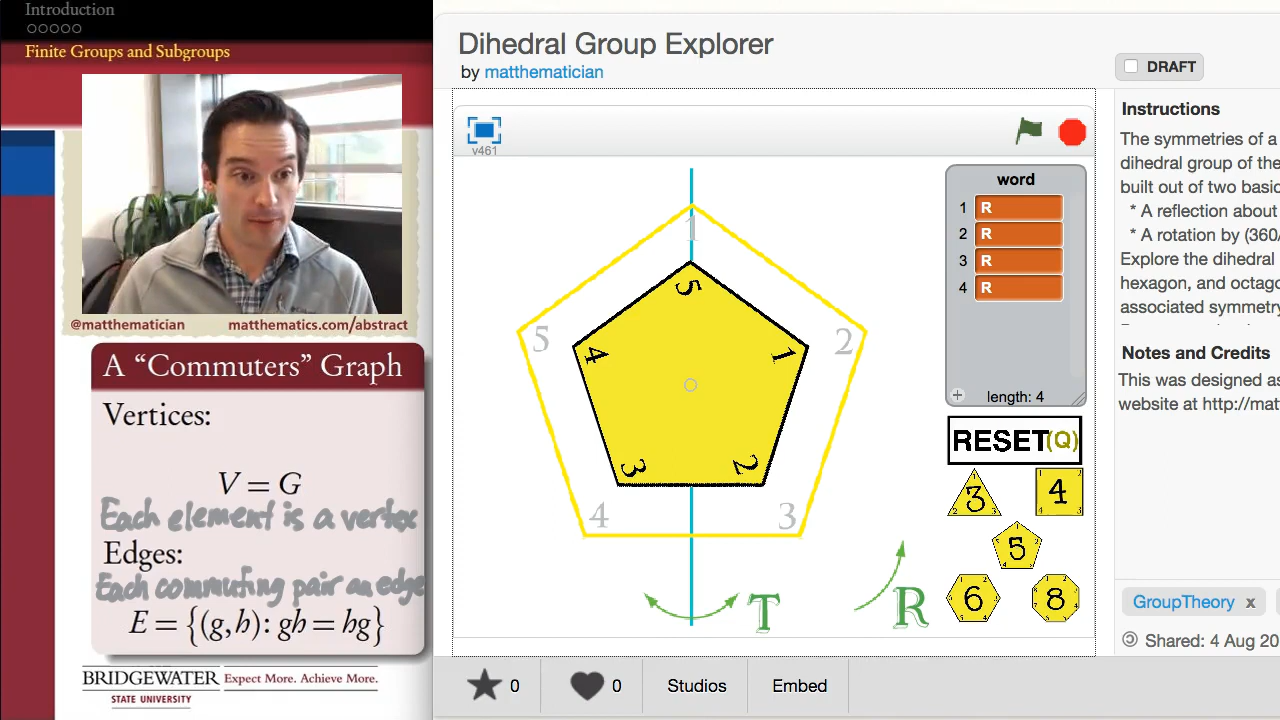 Introduction
Finite Groups and Subgroups
@matthematician matthematics.com/abstract
A "Commuters" Graph
Vertices:
V = G
Each element is a vertex
Edges:
Each commuting pair an edge
E = {(g, h): gh = hg}
BRIDGEWATER
STATE UNIVERSITY
Expect More. Achieve More.
Dihedral Group Explorer
by matthematician
DRAFT
v461
1
2
3
4
5
5
1
2
3
4
T
R
word
1 R
2 R
3 R
4 R
+ length: 4
RESET(Q)
3
4
5
6
8
Instructions
The symmetries of a
dihedral group of the
built out of two basic
* A reflection about
* A rotation by (360/
Explore the dihedral
hexagon, and octago
associated symmetry
Notes and Credits
This was designed as
website at http://mat
GroupTheory x
Shared: 4 Aug 20
0
0
Studios
Embed